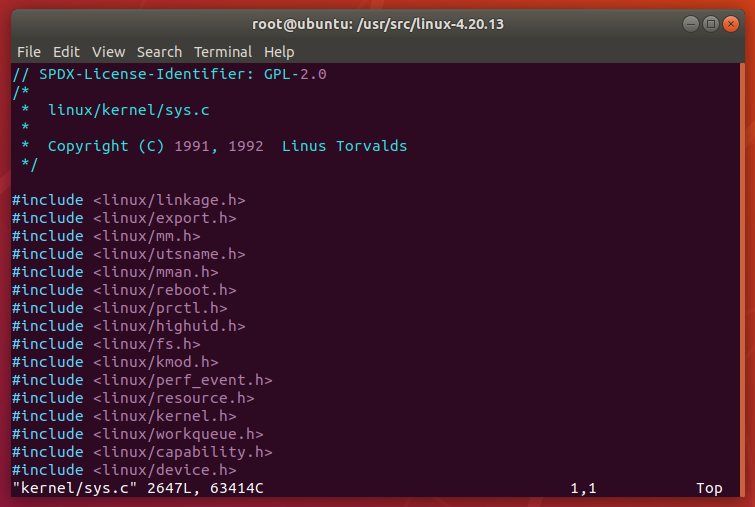 root@ubuntu: /usr/src/linux-4.20.13
File Edit View Search Terminal Help
// SPDX-License-Identifier: GPL-2.0
/*
 *  linux/kernel/sys.c
 *
 *  Copyright (C) 1991, 1992  Linus Torvalds
 */
#include <linux/linkage.h>
#include <linux/export.h>
#include <linux/mm.h>
#include <linux/utsname.h>
#include <linux/mman.h>
#include <linux/reboot.h>
#include <linux/prctl.h>
#include <linux/highuid.h>
#include <linux/fs.h>
#include <linux/kmod.h>
#include <linux/perf_event.h>
#include <linux/resource.h>
#include <linux/kernel.h>
#include <linux/workqueue.h>
#include <linux/capability.h>
#include <linux/device.h>
"kernel/sys.c" 2647L, 63414C 1,1 Top